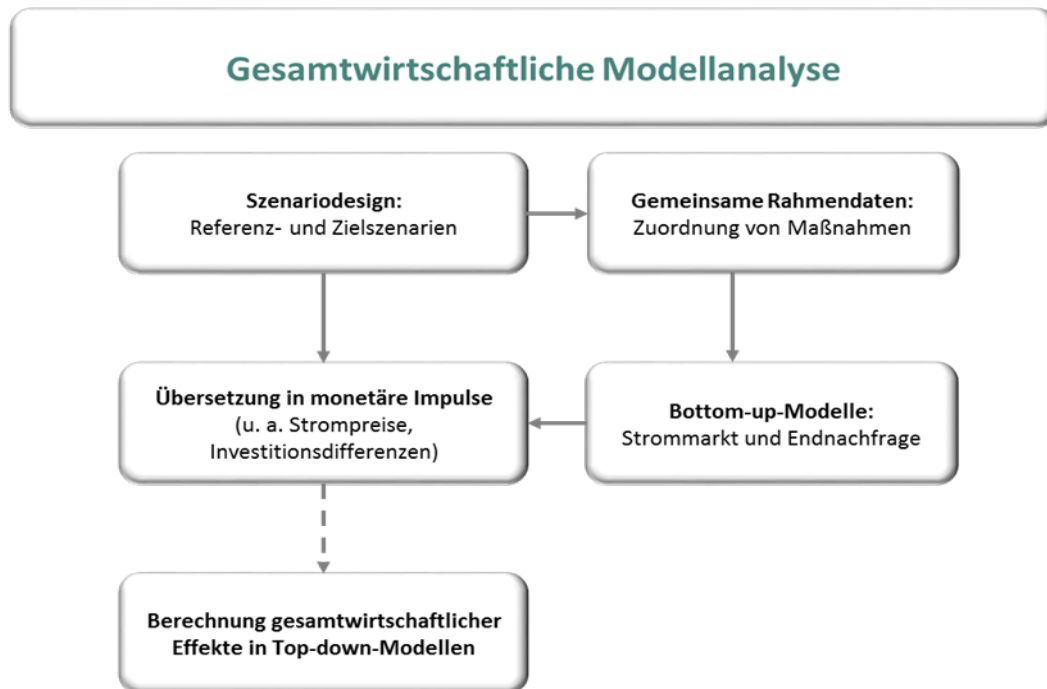 Gesamtwirtschaftliche Modellanalyse
Szenariodesign:
Referenz- und Zielszenarien
Gemeinsame Rahmendaten:
Zuordnung von Maßnahmen
Übersetzung in monetäre Impulse
(u. a. Strompreise,
Investitionsdifferenzen)
Bottom-up-Modelle:
Strommarkt und Endnachfrage
Berechnung gesamtwirtschaftlicher
Effekte in Top-down-Modellen